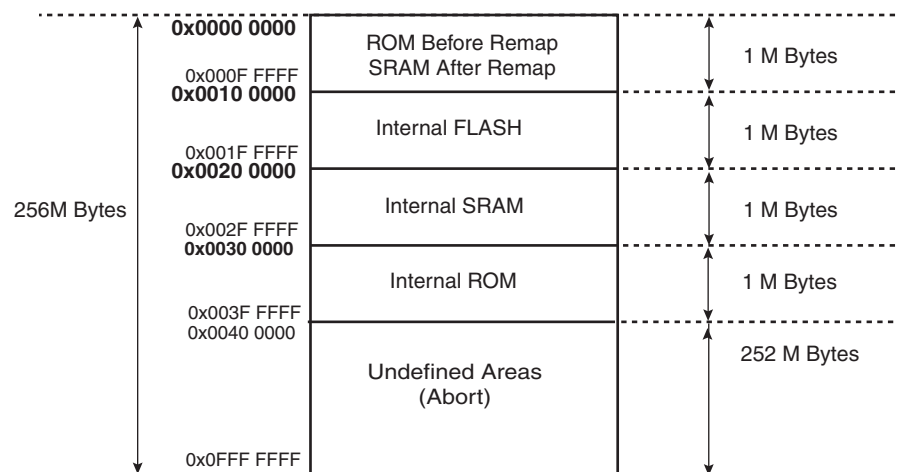 0x0000 0000
ROM Before Remap
SRAM After Remap
1 M Bytes
0x000F FFFF
0x0010 0000
Internal FLASH
1 M Bytes
0x001F FFFF
0x0020 0000
256M Bytes
Internal SRAM
1 M Bytes
0x002F FFFF
0x0030 0000
Internal ROM
1 M Bytes
0x003F FFFF
0x0040 0000
252 M Bytes
Undefined Areas
(Abort)
0x0FFF FFFF